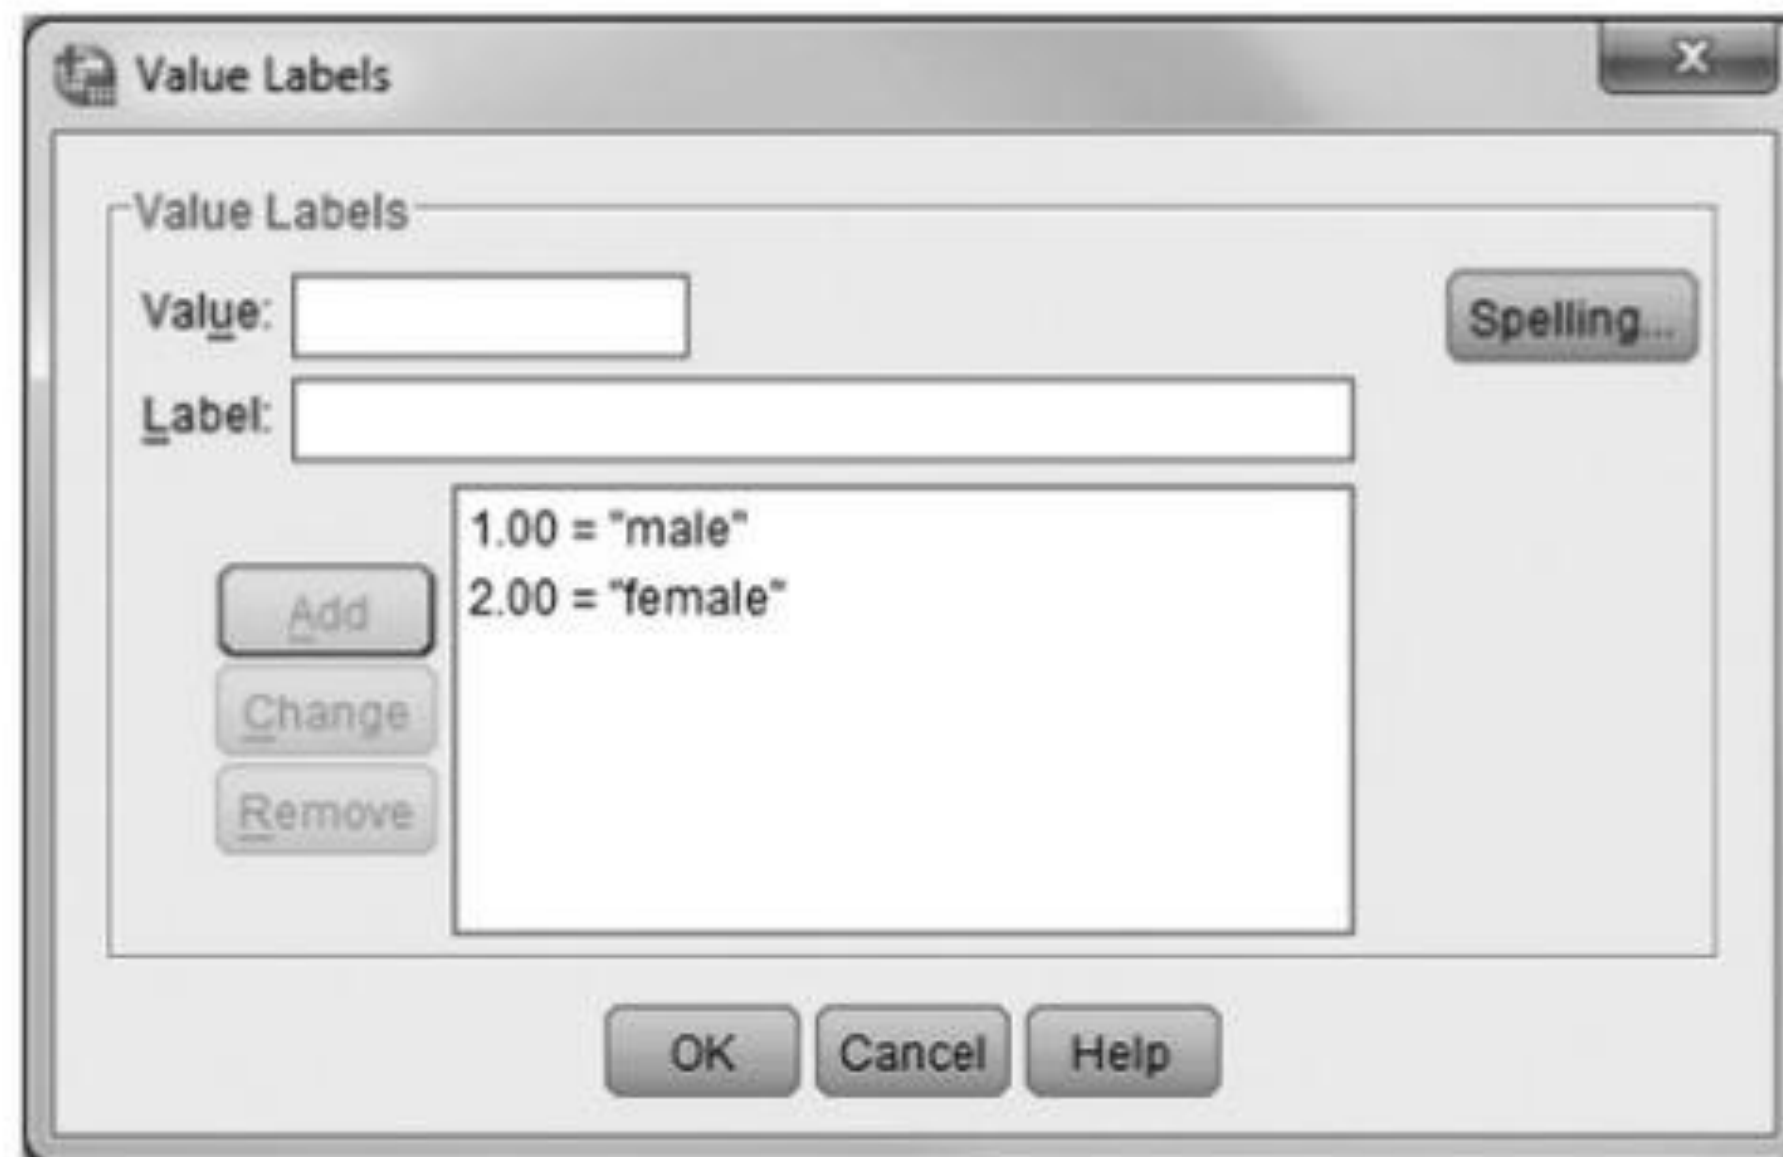 Value Labels
x
Value Labels
Value:
Spelling...
Label:
1.00 = "male"
2.00 = "female"
Add
Change
Remove
OK Cancel Help